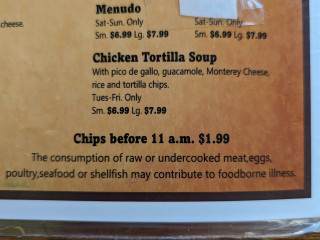 Menudo
Sat-Sun. Only
Sat-Sun. Only
cheese.
Sm. $6.99 Lg. $7.99
Sm. $6.99 Lg. $7.99
Chicken Tortilla Soup
With pico de gallo, guacamole, Monterey Cheese,
rice and tortilla chips.
Tues-Fri. Only
Sm. $6.99 Lg. $7.99
Chips before 11 a.m. $1.99
The consumption of raw or undercooked meat,eggs,
poultry,seafood or shellfish may contribute to foodborne illness.